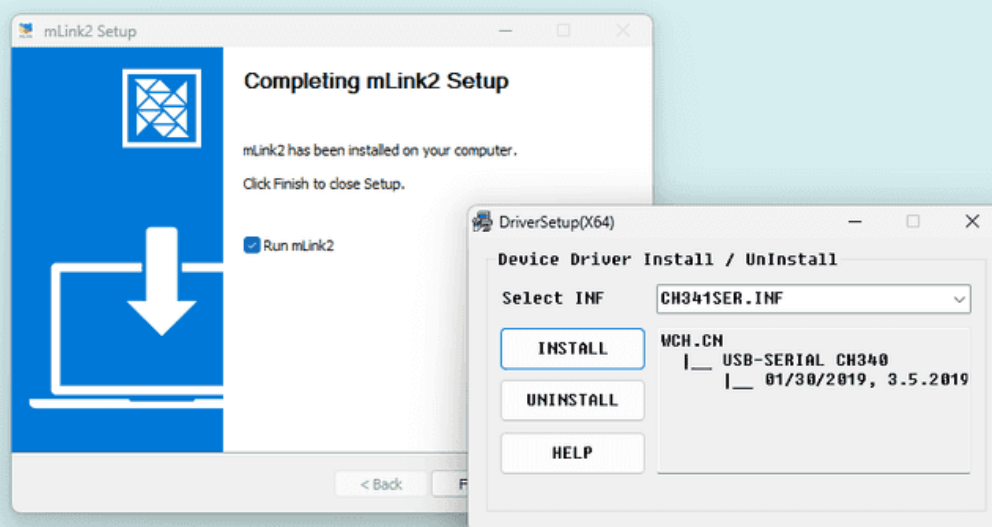 mLink2 Setup
Completing mLink2 Setup
mLink2 has been installed on your computer.
Click Finish to close Setup.
Run mLink2
< Back
DriverSetup(X64)
Device Driver Install / UnInstall
Select INF
CH341SER.INF
INSTALL
UNINSTALL
HELP
WCH.CN
|__ USB-SERIAL CH340
|__ 01/30/2019, 3.5.2019